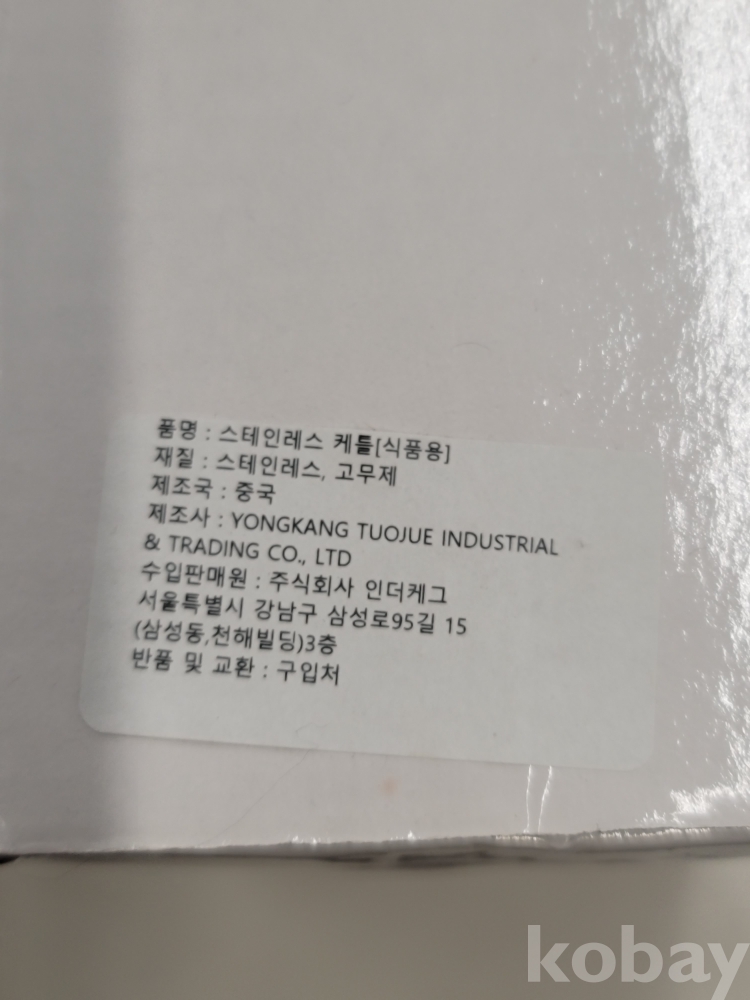 품명 : 스테인레스 케틀[식품용]
재질 : 스테인레스, 고무제
제조국 : 중국
제조사 : YONGKANG TUOJUE INDUSTRIAL
& TRADING CO., LTD
수입판매원 : 주식회사 인더케그
서울특별시 강남구 삼성로95길 15
(삼성동,천해빌딩)3층
반품 및 교환 : 구입처
kobay